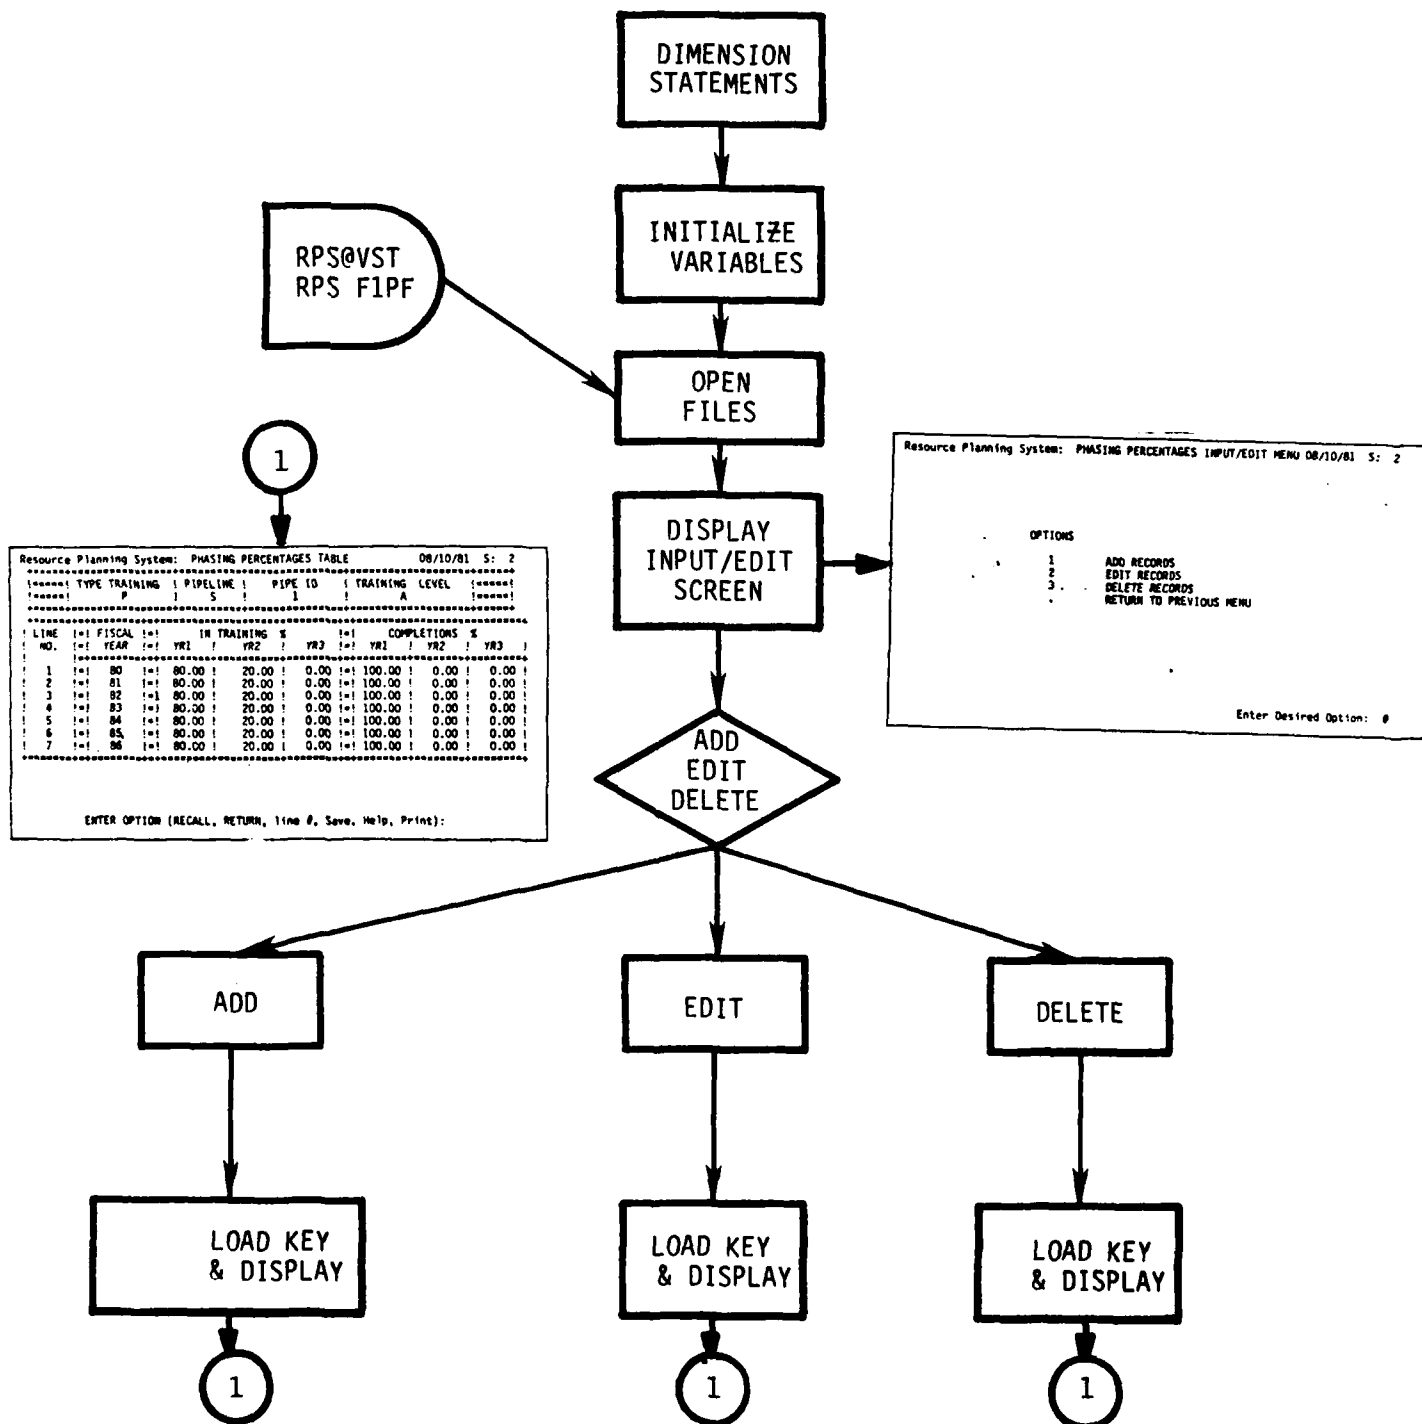 DIMENSION
STATEMENTS
INITIALIZE
VARIABLES
RPS@VST
RPS F1PF
OPEN
FILES
1
DISPLAY
INPUT/EDIT
SCREEN
Resource Planning System: PHASING PERCENTAGES INPUT/EDIT MENU 08/10/81 S: 2
OPTIONS
1 ADD RECORDS
2 EDIT RECORDS
3 DELETE RECORDS
. RETURN TO PREVIOUS MENU
Enter Desired Option: #
Resource Planning System: PHASING PERCENTAGES TABLE 08/10/81 S: 2
TYPE TRAINING ! PIPELINE ! PIPE ID ! TRAINING LEVEL
P ! S ! 1 ! A
! LINE !=! FISCAL !=! IN TRAINING % !=! COMPLETIONS %
! NO. !=! YEAR !=! YR1 ! YR2 ! YR3 !=! YR1 ! YR2 ! YR3 !
! 1 !=! 80 !=! 80.00 ! 20.00 ! 0.00 !=! 100.00 ! 0.00 ! 0.00 !
! 2 !=! 81 !=! 80.00 ! 20.00 ! 0.00 !=! 100.00 ! 0.00 ! 0.00 !
! 3 !=! 82 !=! 80.00 ! 20.00 ! 0.00 !=! 100.00 ! 0.00 ! 0.00 !
! 4 !=! 83 !=! 80.00 ! 20.00 ! 0.00 !=! 100.00 ! 0.00 ! 0.00 !
! 5 !=! 84 !=! 80.00 ! 20.00 ! 0.00 !=! 100.00 ! 0.00 ! 0.00 !
! 6 !=! 85 !=! 80.00 ! 20.00 ! 0.00 !=! 100.00 ! 0.00 ! 0.00 !
! 7 !=! 86 !=! 80.00 ! 20.00 ! 0.00 !=! 100.00 ! 0.00 ! 0.00 !
ENTER OPTION (RECALL, RETURN, line #, Save, Help, Print):
ADD
EDIT
DELETE
ADD
EDIT
DELETE
LOAD KEY
& DISPLAY
LOAD KEY
& DISPLAY
LOAD KEY
& DISPLAY
1
1
1